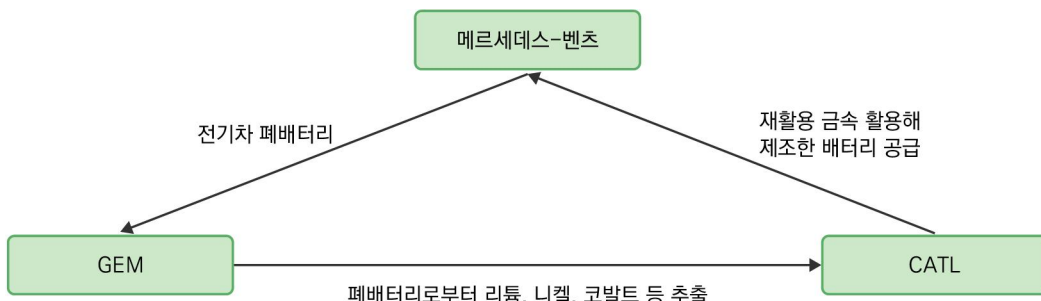 메르세데스-벤츠
전기차 폐배터리
재활용 금속 활용해
제조한 배터리 공급
GEM
CATL
폐배터리로부터 리튬, 니켈, 코발트 등 추출